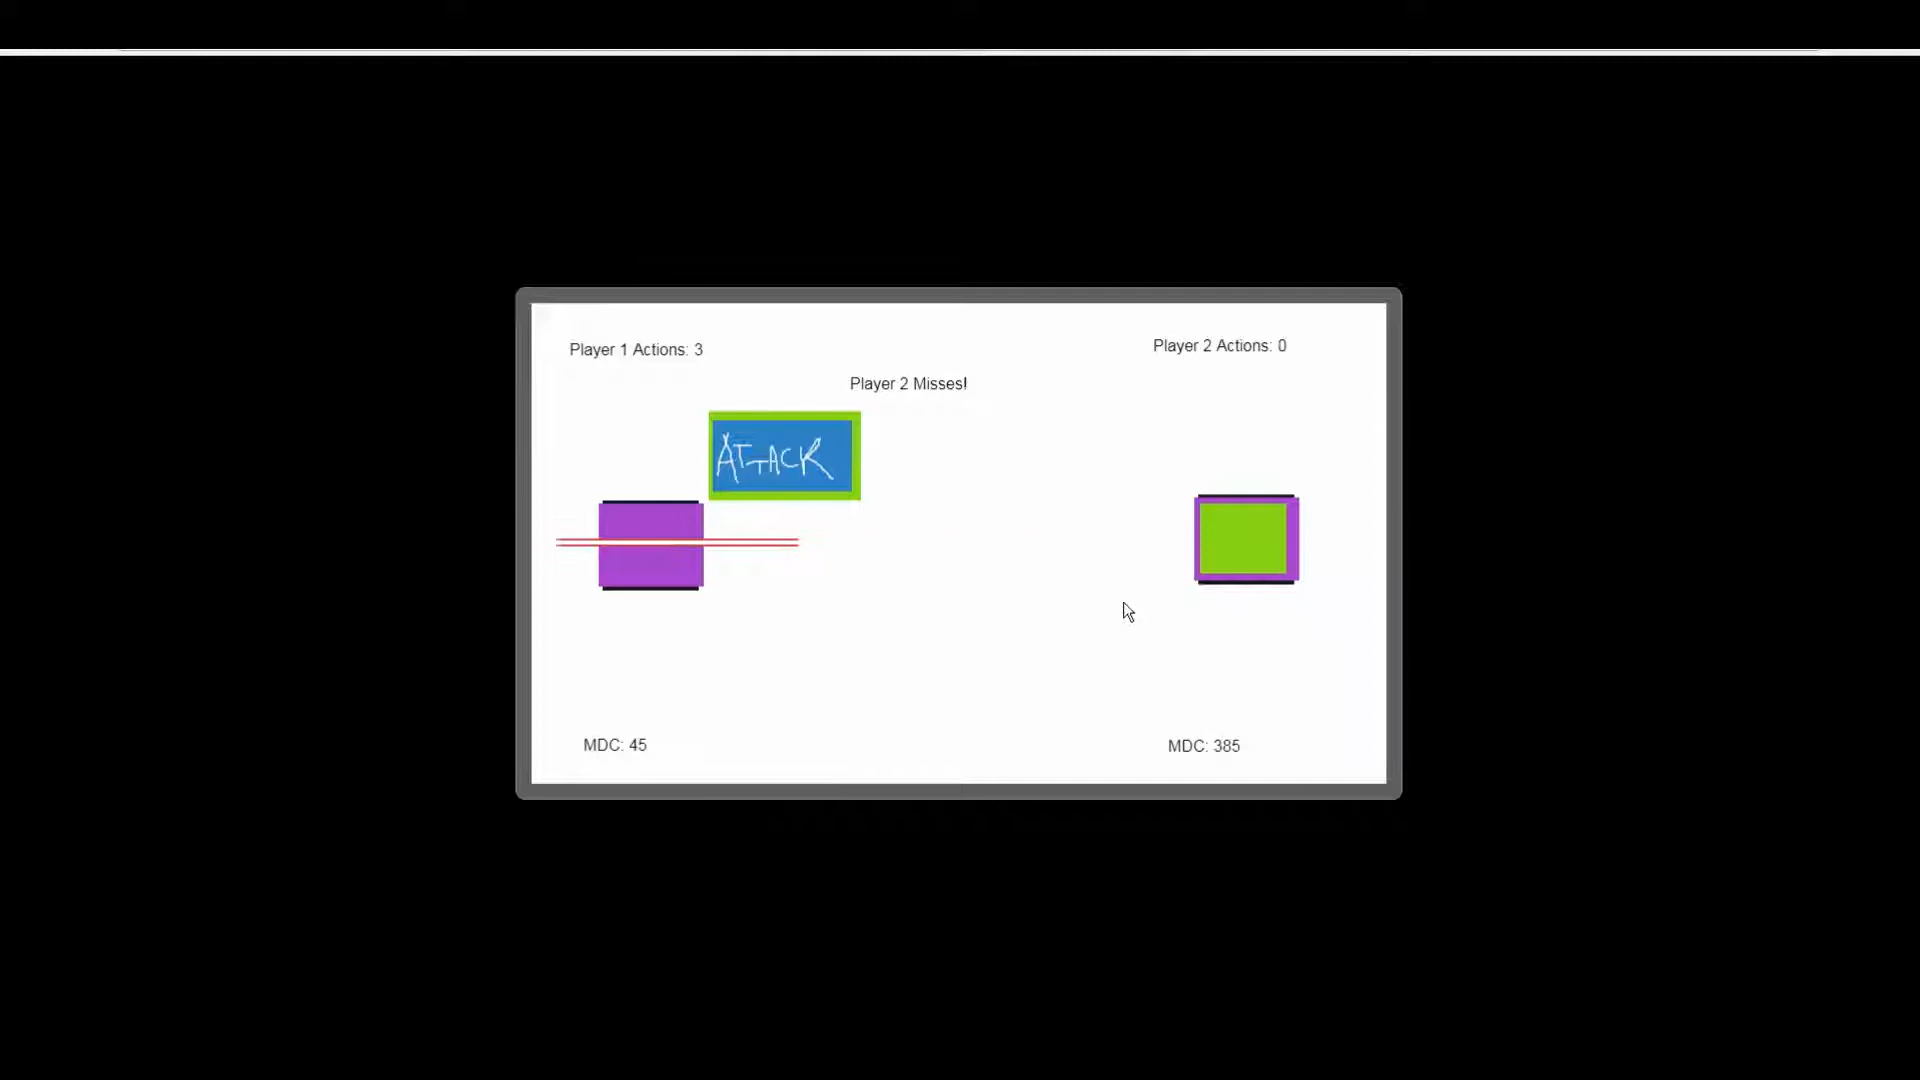 Player 1 Actions: 3
Player 2 Actions: 0
Player 2 Misses!
ATTACK
MDC: 45
MDC: 385